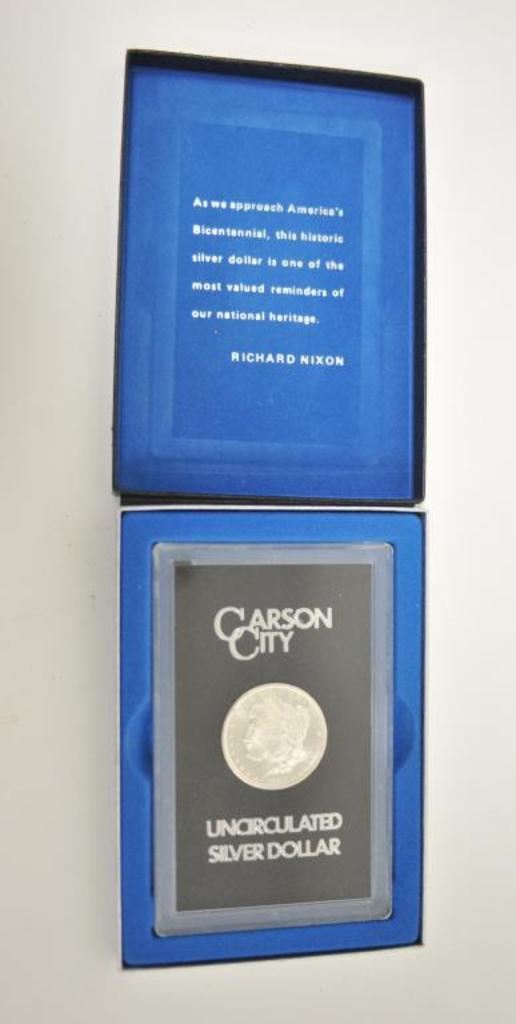 As we approach America's
Bicentennial, this historic
silver dollar is one of the
most valued reminders of
our national heritage.
RICHARD NIXON
CARSON
CITY
UNCIRCULATED
SILVER DOLLAR